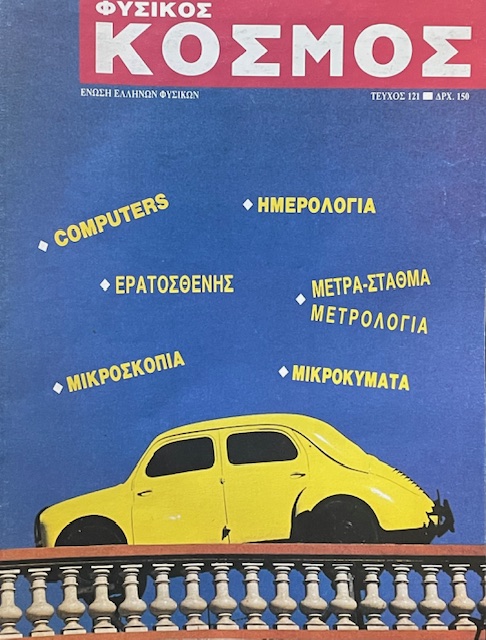 ΦΥΣΙΚΟΣ
ΚΟΣΜΟΣ
ΕΝΩΣΗ ΕΛΛΗΝΩΝ ΦΥΣΙΚΩΝ
ΤΕΥΧΟΣ 121 ■ ΔΡΧ. 150
◆ COMPUTERS
◆ ΗΜΕΡΟΛΟΓΙΑ
◆ ΕΡΑΤΟΣΘΕΝΗΣ
◆ ΜΕΤΡΑ-ΣΤΑΘΜΑ
ΜΕΤΡΟΛΟΓΙΑ
◆ ΜΙΚΡΟΣΚΟΠΙΑ
◆ ΜΙΚΡΟΚΥΜΑΤΑ